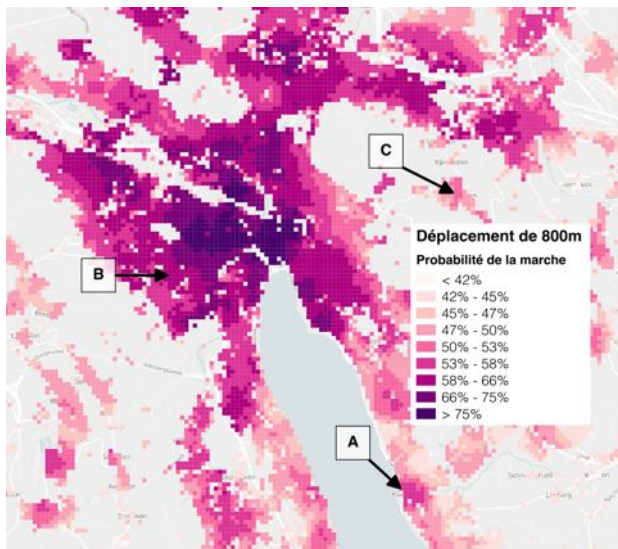 C
B
A
Déplacement de 800m
Probabilité de la marche
< 42%
42% - 45%
45% - 47%
47% - 50%
50% - 53%
53% - 58%
58% - 66%
66% - 75%
> 75%